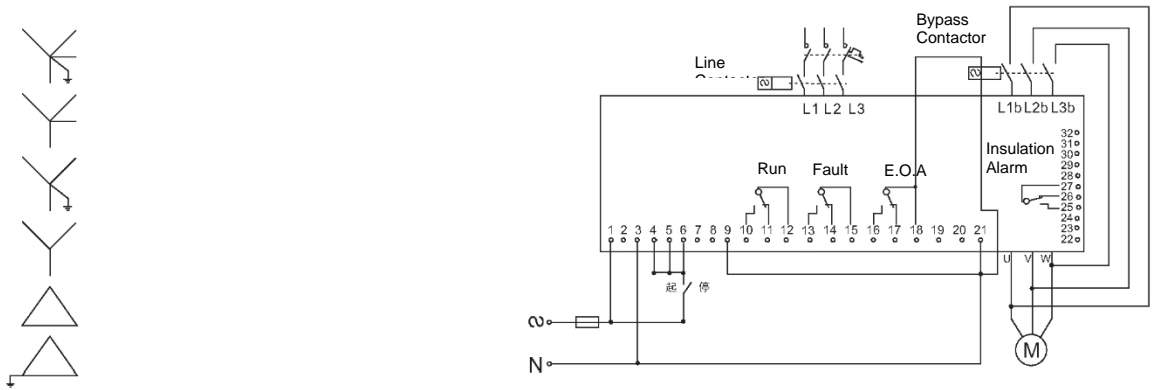 Bypass
Contactor
Line
L1 L2 L3
L1b L2b L3b
Run
Fault
E.O.A
Insulation
Alarm
32
31
30
29
28
27
26
25
24
23
22
1 2 3 4 5 6 7 8 9 10 11 12 13 14 15 16 17 18 19 20 21
U V W
起 停
N
M